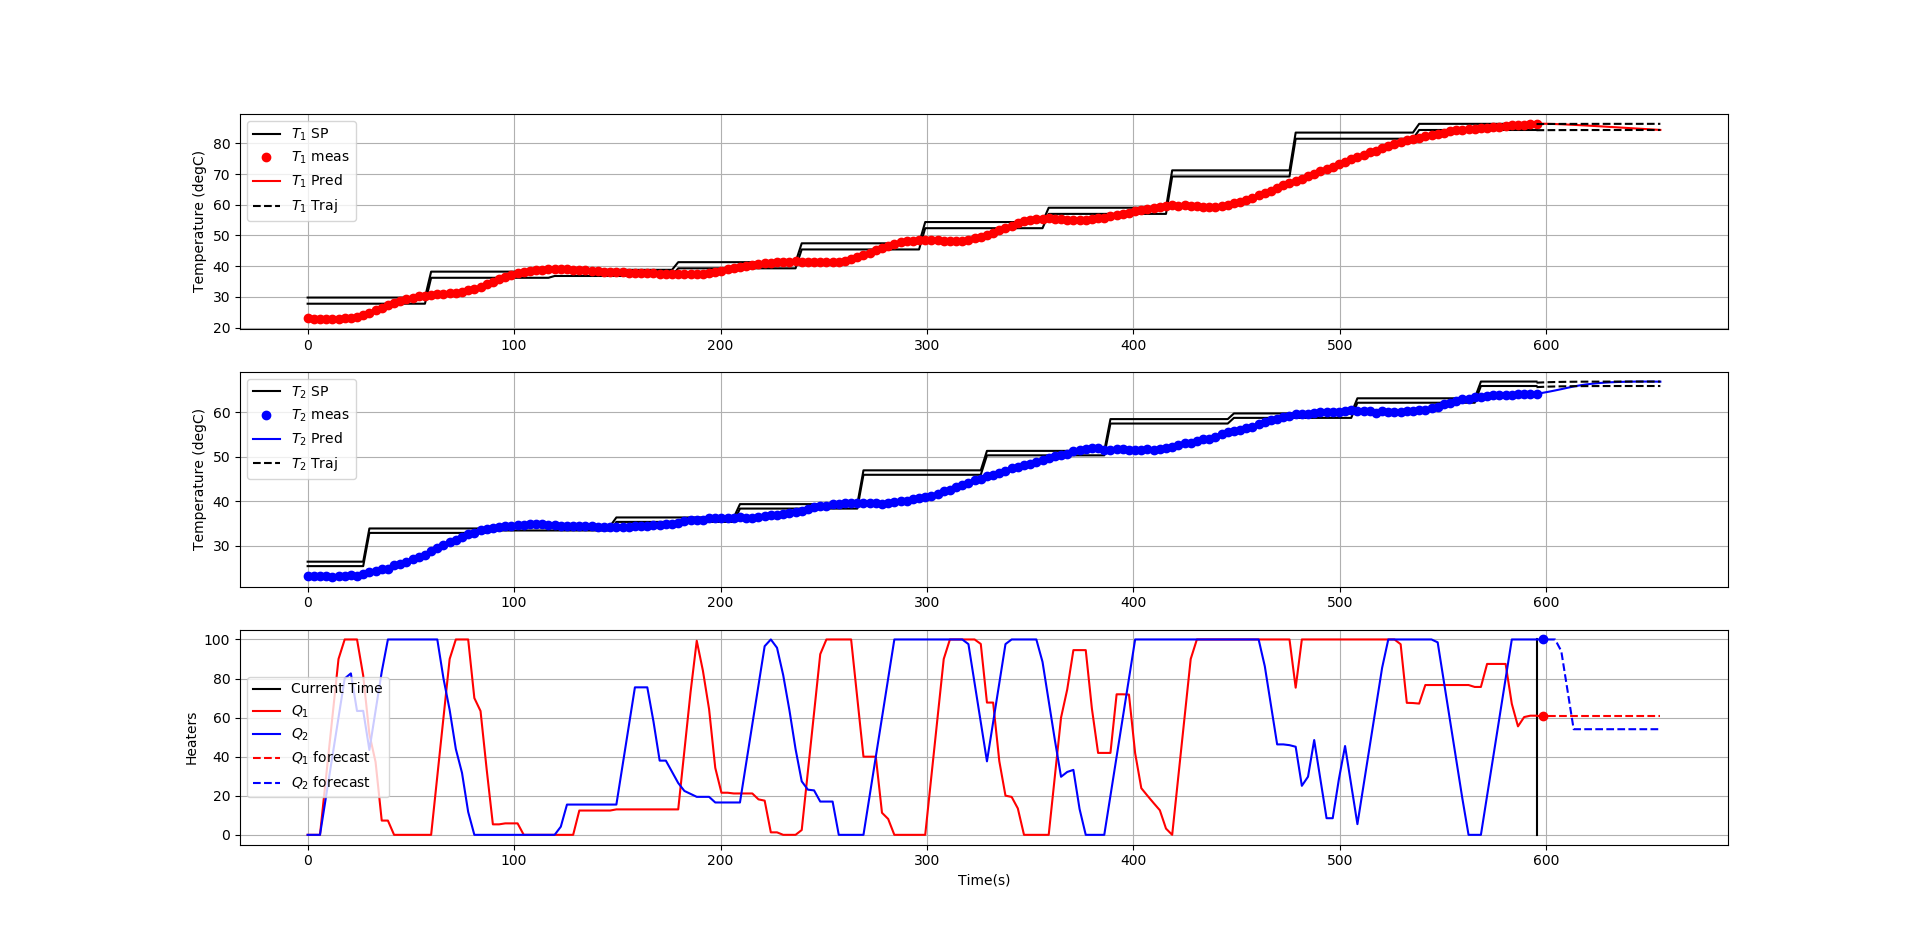 Temperature (degC)
80
70
60
50
40
30
20
T₁ SP
T₁ meas
T₁ Pred
T₁ Traj
0 100 200 300 400 500 600
Temperature (degC)
60
50
40
30
T₂ SP
T₂ meas
T₂ Pred
T₂ Traj
0 100 200 300 400 500 600
Heaters
100
80
60
40
20
0
Current Time
Q₁
Q₂
Q₁ forecast
Q₂ forecast
0 100 200 300 400 500 600
Time(s)